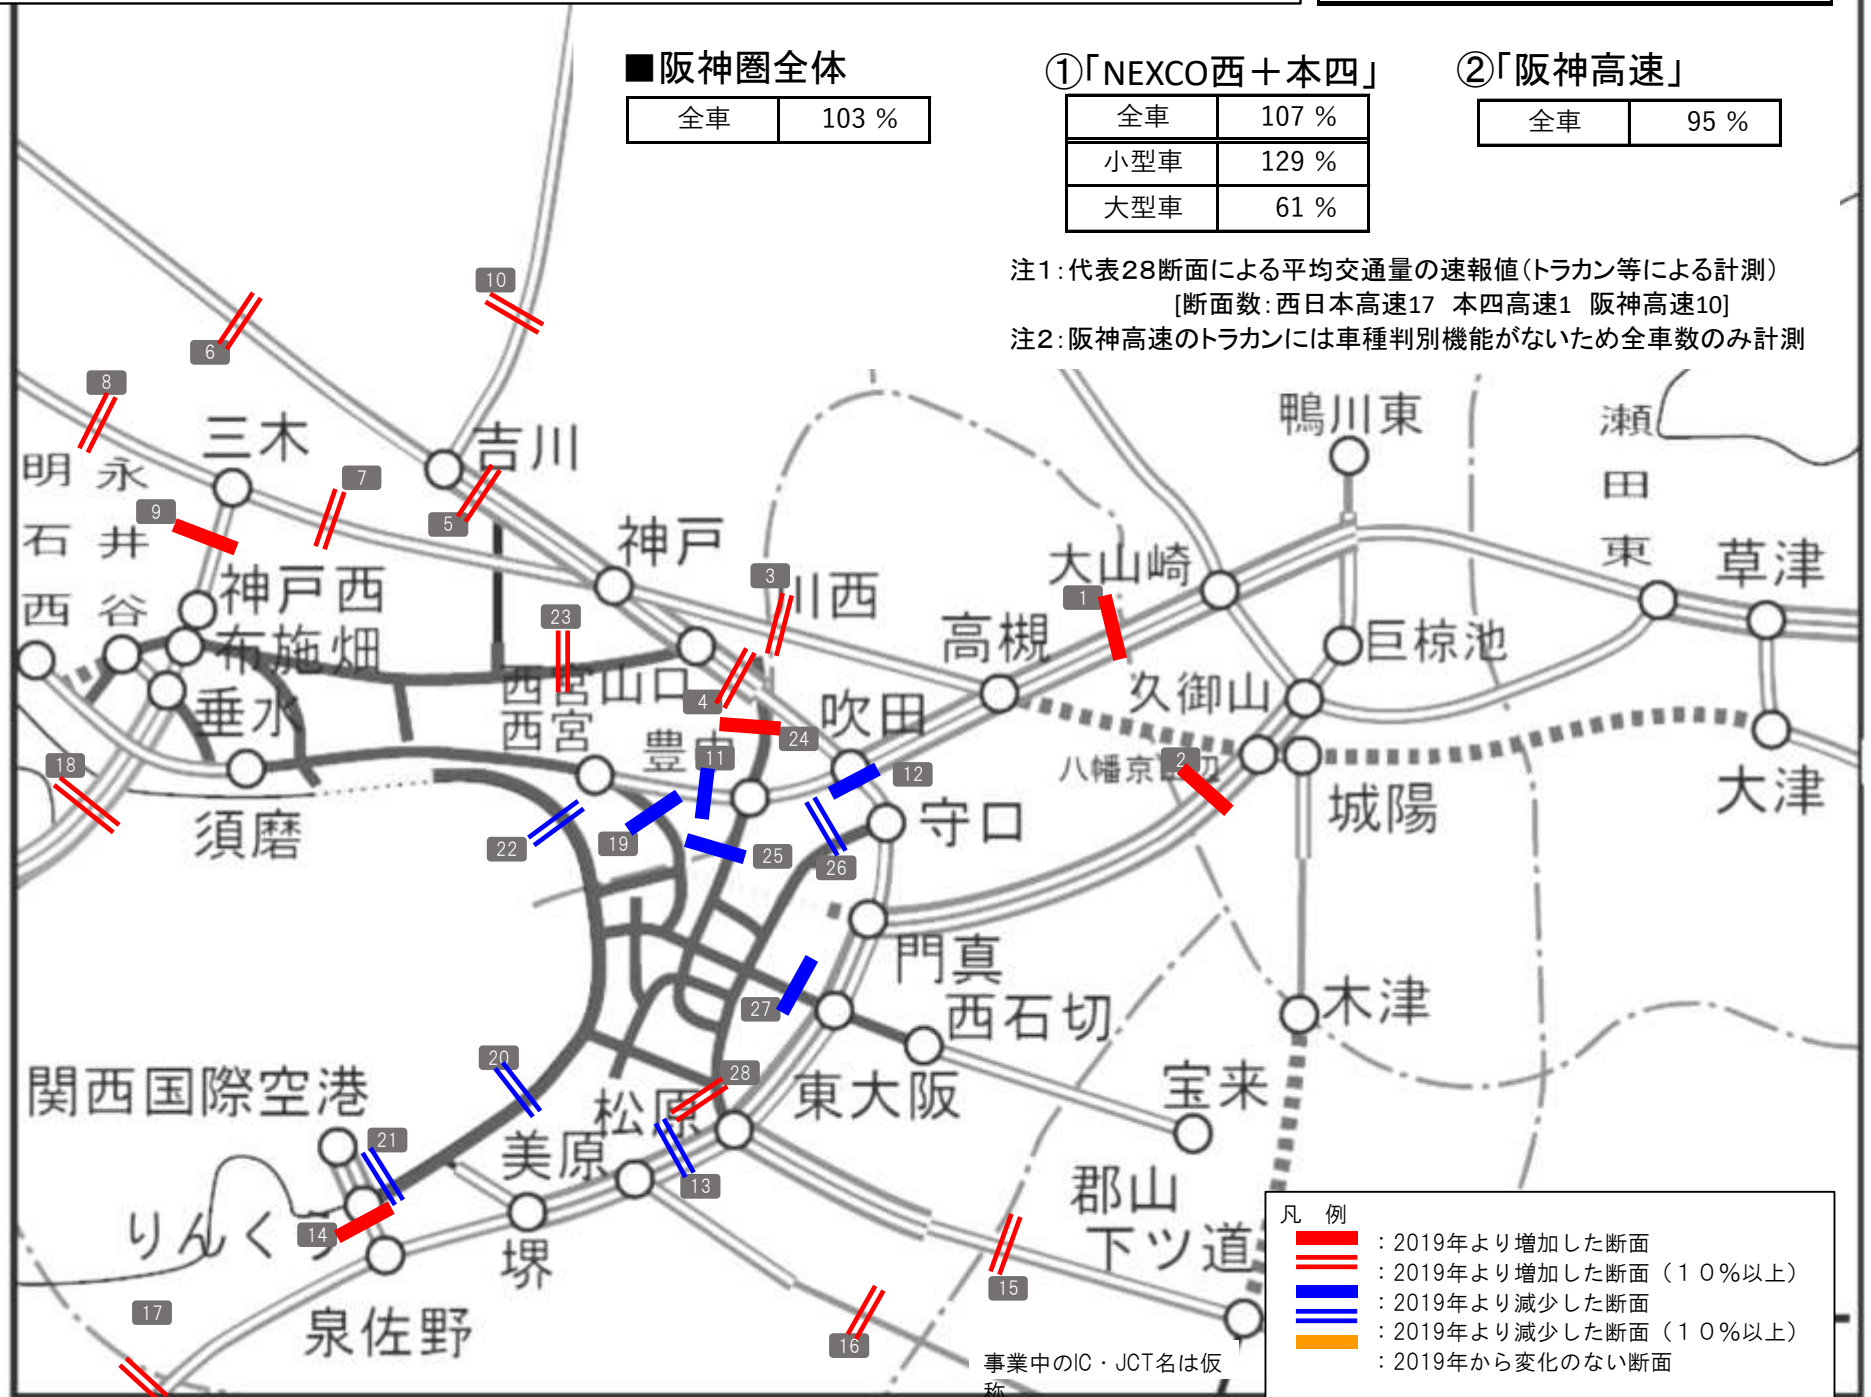 ■阪神圏全体
全車 103 %
①「NEXCO西＋本四」
全車 107 %
小型車 129 %
大型車 61 %
②「阪神高速」
全車 95 %
注1：代表28断面による平均交通量の速報値（トラカン等による計測）
[断面数：西日本高速17 本四高速1 阪神高速10]
注2：阪神高速のトラカンには車種判別機能がないため全車数のみ計測
10
6
8
三木
吉川
鴨川東
瀬田東
明石西
永井谷
7
9
5
神戸
大山崎
草津
神戸西
3
川西
1
23
高槻
布施畑
巨椋池
西宮山口
久御山
4
垂水
西宮
吹田
24
豊中
11
18
12
八幡京田辺
2
大津
須磨
城陽
守口
22
19
25
26
門真
27
西石切
木津
20
関西国際空港
28
松原
東大阪
宝来
21
美原
13
郡山
下ツ道
りんくう
14
堺
15
17
泉佐野
16
事業中のIC・JCT名は仮
称
凡 例
：2019年より増加した断面
：2019年より増加した断面（１０％以上）
：2019年より減少した断面
：2019年より減少した断面（１０％以上）
：2019年から変化のない断面